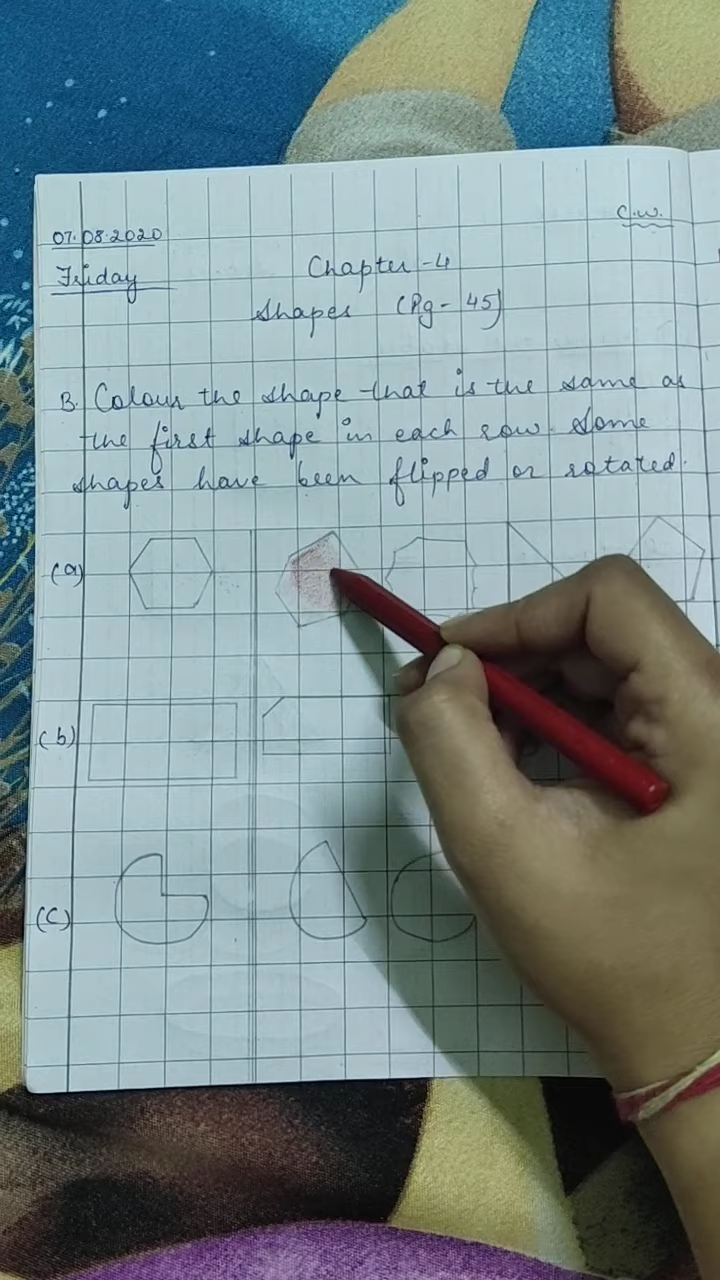 C.W.
07.08.2020
Friday
Chapter-4
Shapes (Pg- 45)
B. Colour the shape that is the same as
the first shape in each row. Some
shapes have been flipped or rotated.
(a)
(b)
(c)